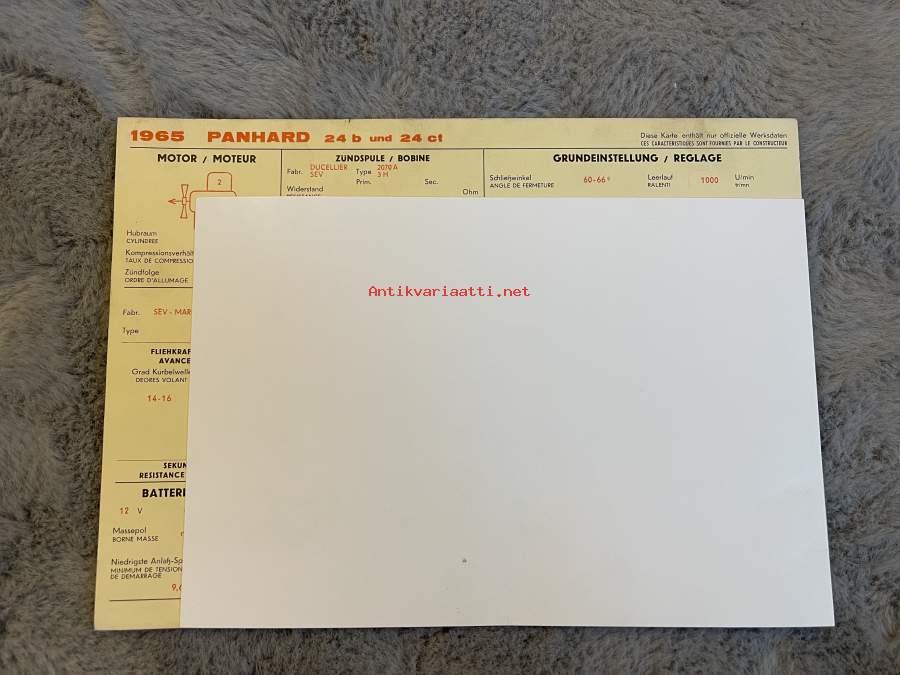 1965 PANHARD 24 b und 24 ct
Diese Karte enthält nur offizielle Werksdaten
CES CARACTERISTIQUES SONT FOURNIES PAR LE CONSTRUCTEUR
MOTOR / MOTEUR
2
Hubraum
CYLINDREE
Kompressionsverhält
TAUX DE COMPRESSIO
Zündfolge
ORDRE D'ALLUMAGE
Fabr. SEV - MAR
Type
FLIEHKRAF
AVANCE
Grad Kurbelwelle
DEGRES VOLANT
14-16
SEKUN
RESISTANCE
BATTERI
12 V
Massepol
BORNE MASSE
Niedrigste Anlaß-Sp
MINIMUM DE TENSION
DE DEMARRAGE
9,6
ZÜNDSPULE / BOBINE
Fabr. DUCELLIER Type 2070 A
SEV 3 H
Prim. Sec.
Widerstand Ohm
GRUNDEINSTELLUNG / REGLAGE
Schließwinkel 60-66° Leerlauf 1000 U/min
ANGLE DE FERMETURE RALENTI tr/mn
Antikvariaatti.net